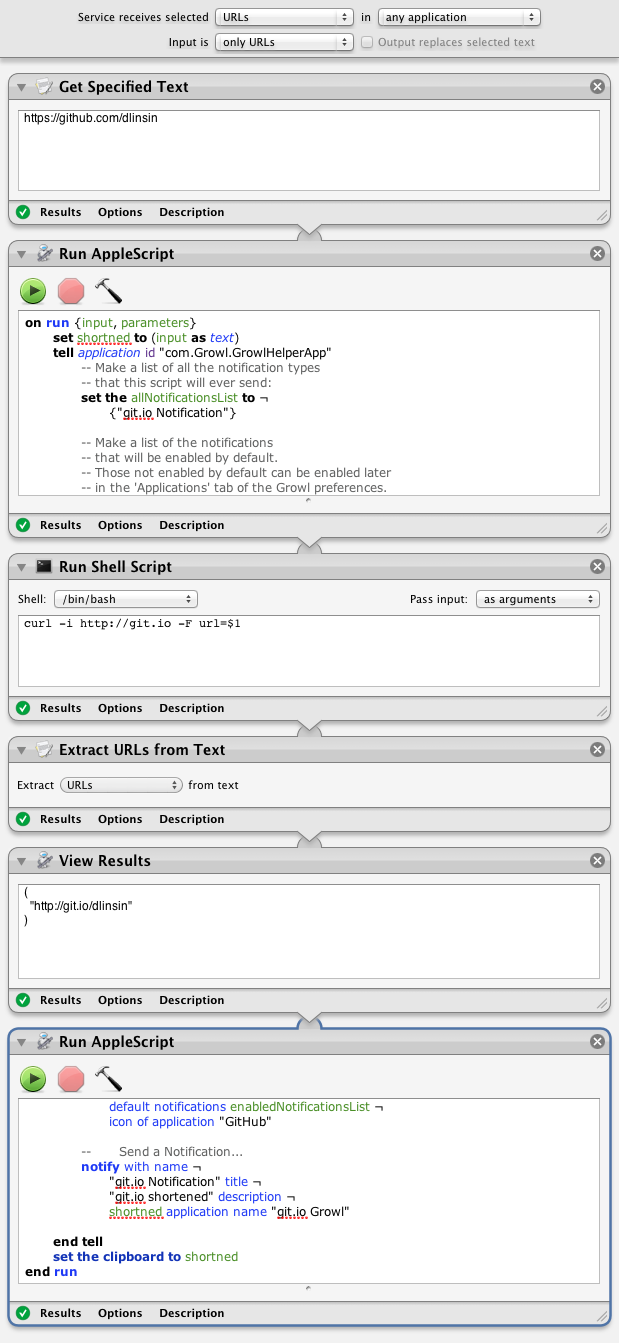 Service receives selected URLs in any application
Input is only URLs Output replaces selected text
Get Specified Text
https://github.com/dlinsin
Results Options Description
Run AppleScript
on run {input, parameters}
set shortned to (input as text)
tell application id "com.Growl.GrowlHelperApp"
-- Make a list of all the notification types
-- that this script will ever send:
set the allNotificationsList to ¬
{"git.io Notification"}
-- Make a list of the notifications
-- that will be enabled by default.
-- Those not enabled by default can be enabled later
-- in the 'Applications' tab of the Growl preferences.
Results Options Description
Run Shell Script
Shell: /bin/bash Pass input: as arguments
curl -i http://git.io -F url=$1
Results Options Description
Extract URLs from Text
Extract URLs from text
Results Options Description
View Results
(
"http://git.io/dlinsin"
)
Results Options Description
Run AppleScript
default notifications enabledNotificationsList ¬
icon of application "GitHub"
-- Send a Notification...
notify with name ¬
"git.io Notification" title ¬
"git.io shortened" description ¬
shortned application name "git.io Growl"
end tell
set the clipboard to shortned
end run
Results Options Description